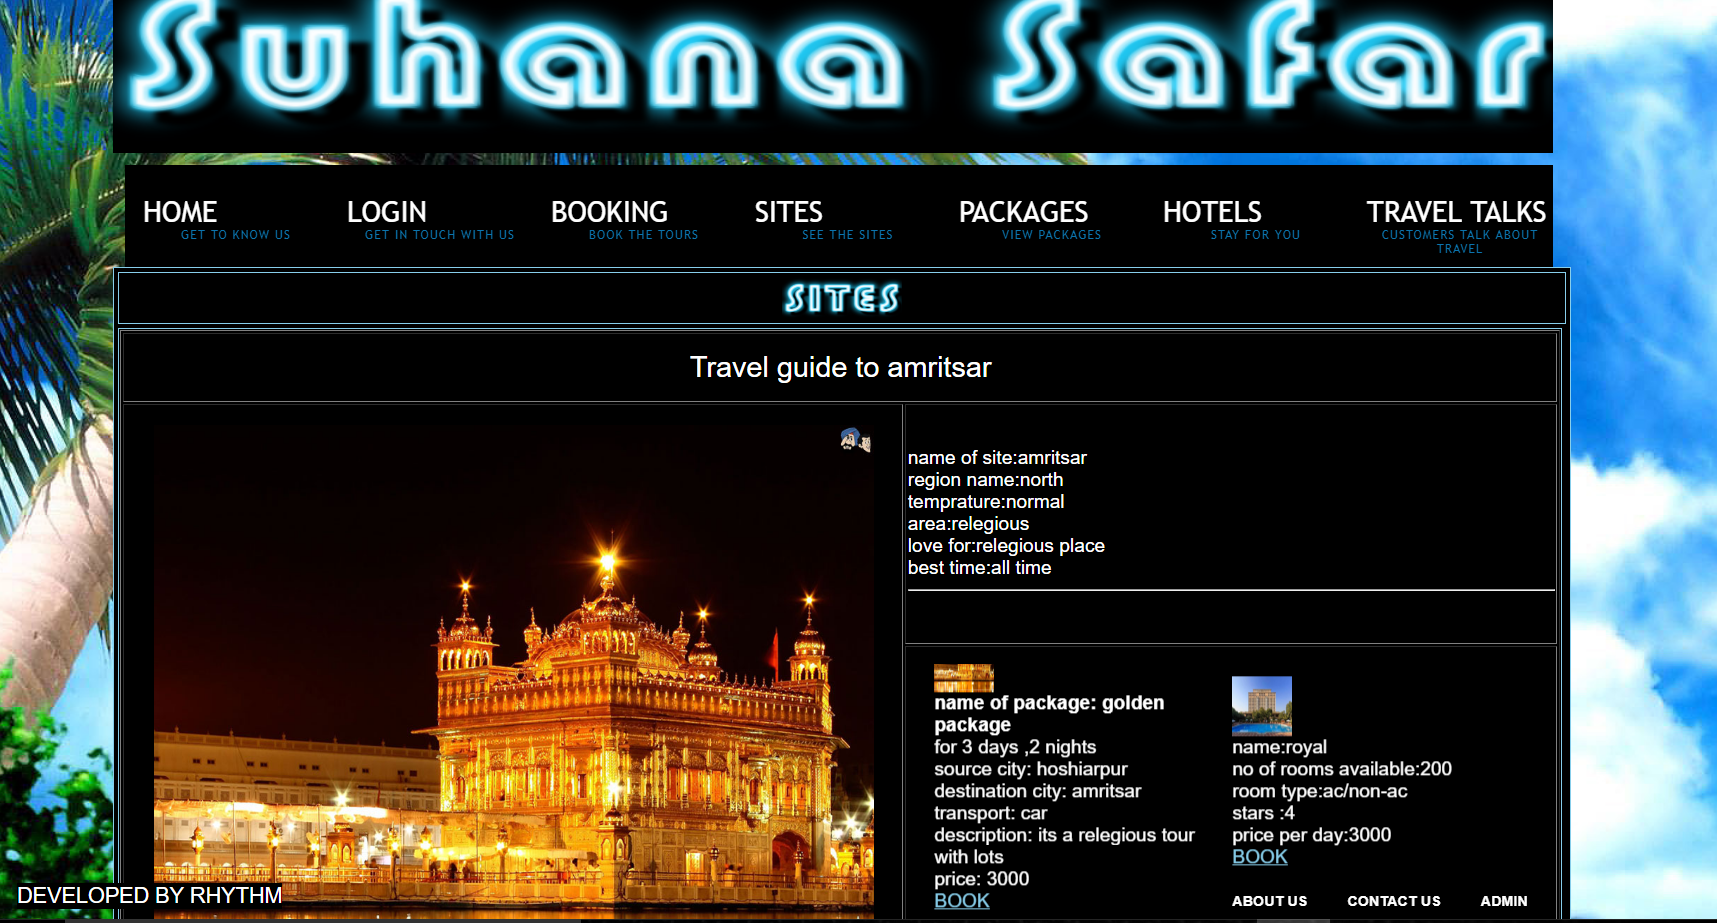 Suhana Safar
HOME
GET TO KNOW US
LOGIN
GET IN TOUCH WITH US
BOOKING
BOOK THE TOURS
SITES
SEE THE SITES
PACKAGES
VIEW PACKAGES
HOTELS
STAY FOR YOU
TRAVEL TALKS
CUSTOMERS TALK ABOUT
TRAVEL
SITES
Travel guide to amritsar
name of site:amritsar
region name:north
temprature:normal
area:relegious
love for:relegious place
best time:all time
name of package: golden
package
for 3 days ,2 nights
source city: hoshiarpur
destination city: amritsar
transport: car
description: its a relegious tour
with lots
price: 3000
BOOK
name:royal
no of rooms available:200
room type:ac/non-ac
stars :4
price per day:3000
BOOK
DEVELOPED BY RHYTHM
ABOUT US
CONTACT US
ADMIN